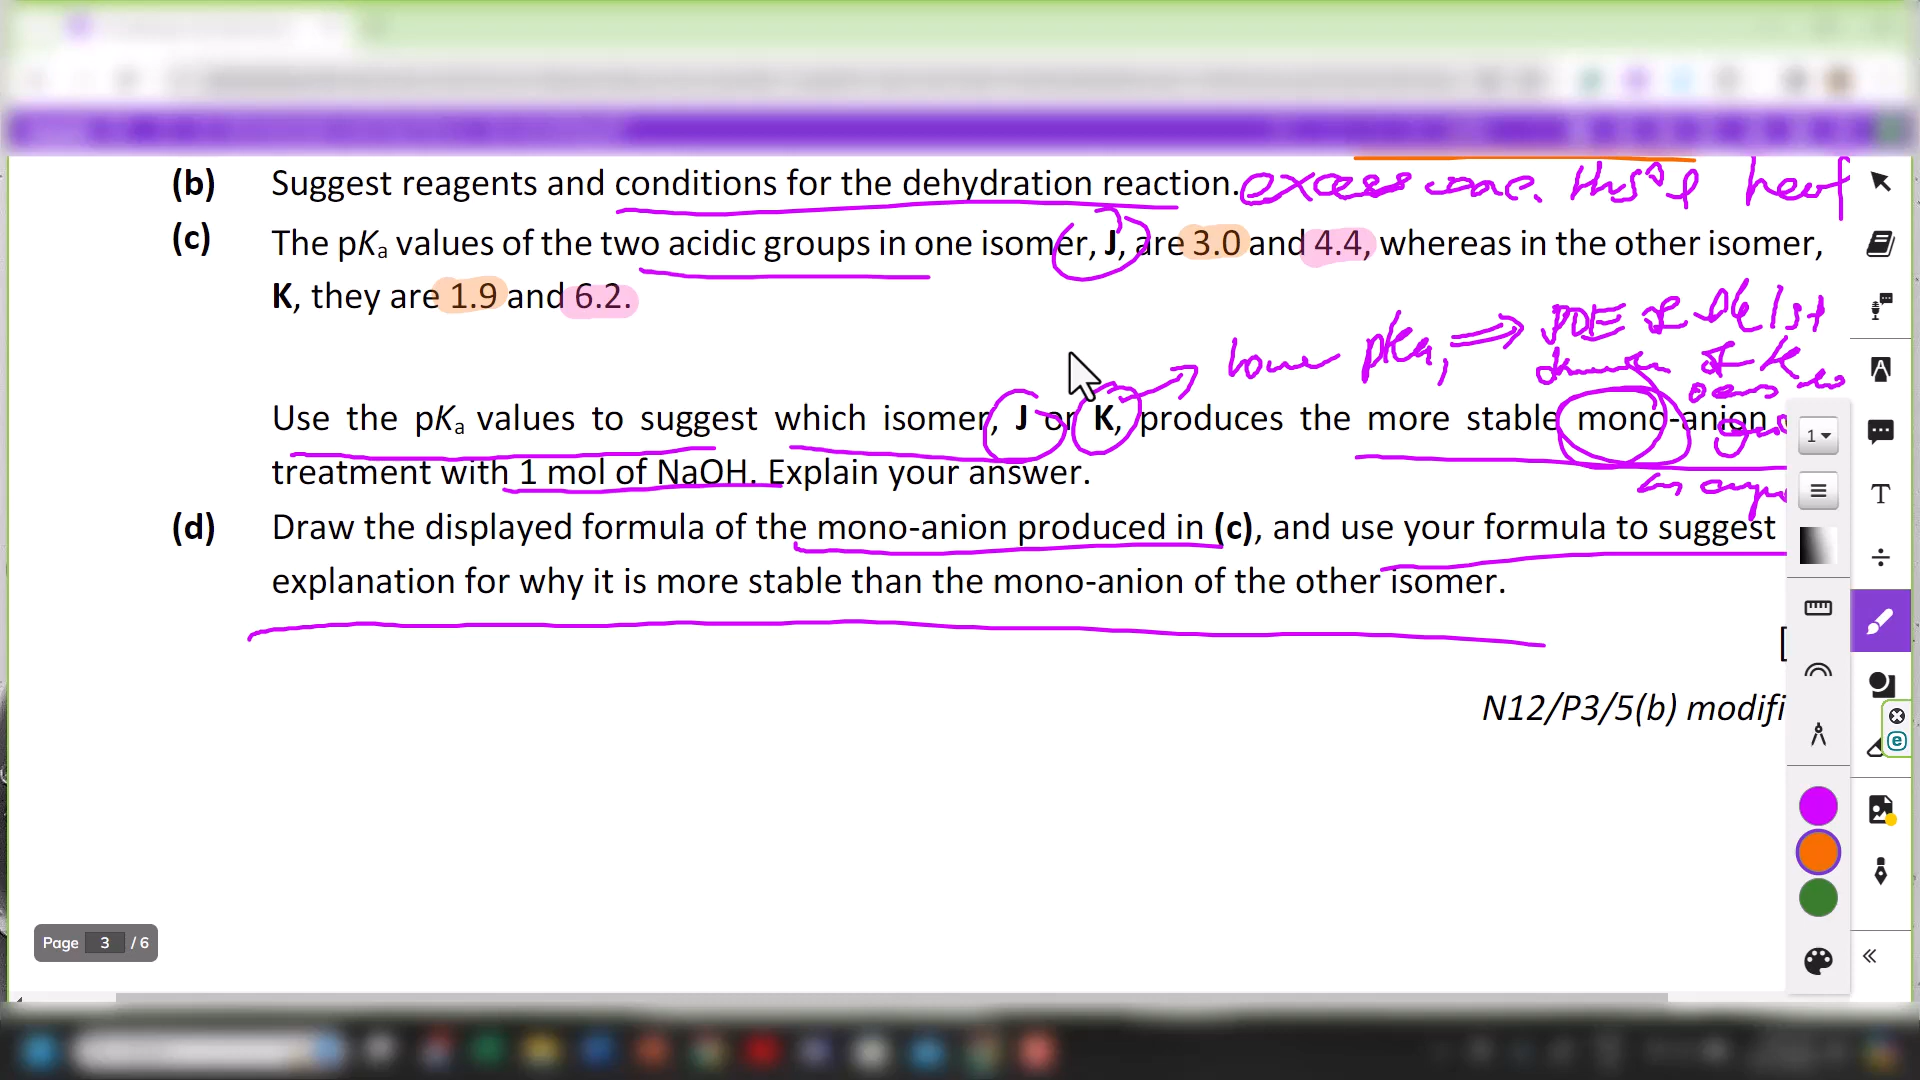 (b) Suggest reagents and conditions for the dehydration reaction. excess conc. heat
(c) The pKa values of the two acidic groups in one isomer, J, are 3.0 and 4.4, whereas in the other isomer,
K, they are 1.9 and 6.2.
lower pKa, ⇒ POE of the 1st
of K
Use the pKa values to suggest which isomer, J or K, produces the more stable mono-anion
treatment with 1 mol of NaOH. Explain your answer.
(d) Draw the displayed formula of the mono-anion produced in (c), and use your formula to suggest
explanation for why it is more stable than the mono-anion of the other isomer.
[
N12/P3/5(b) modifi
Page 3 / 6
1
T